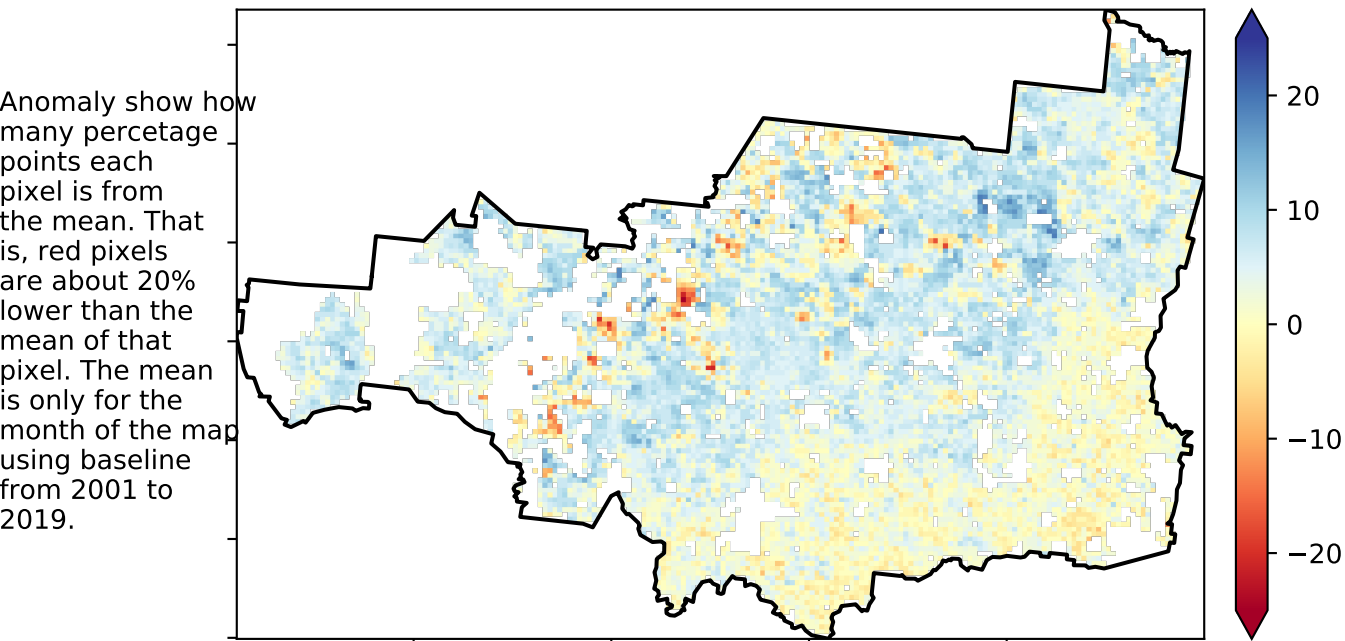 Anomaly show how
many percetage
points each
pixel is from
the mean. That
is, red pixels
are about 20%
lower than the
mean of that
pixel. The mean
is only for the
month of the map
using baseline
from 2001 to
2019.
20
10
0
−10
−20